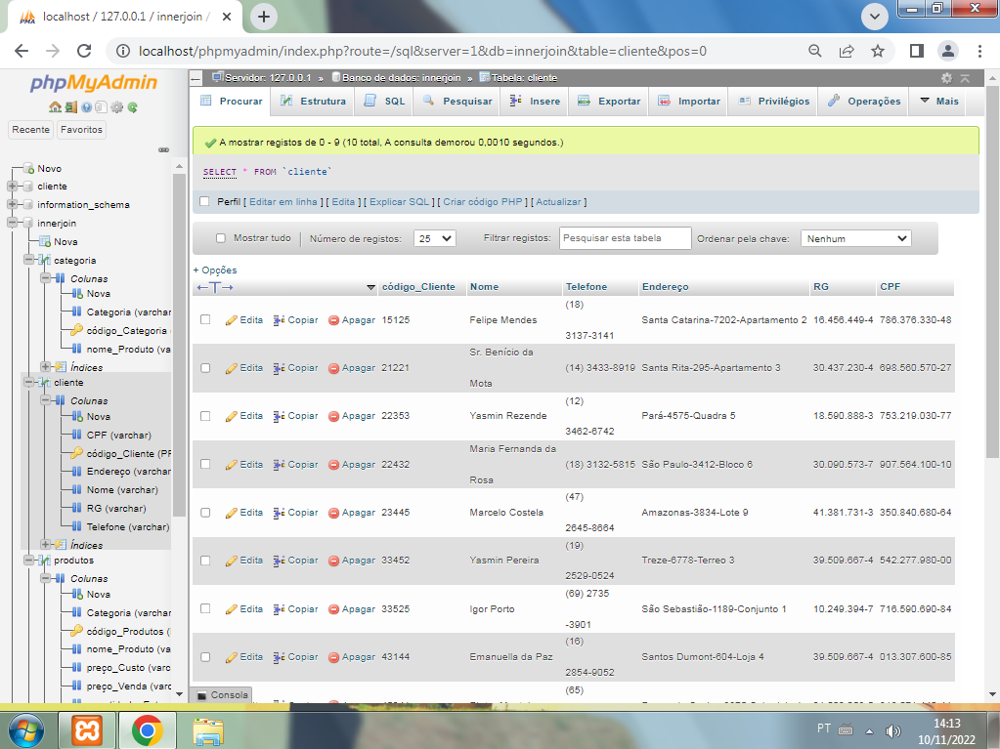 localhost / 127.0.0.1 / innerjoin /
localhost/phpmyadmin/index.php?route=/sql&server=1&db=innerjoin&table=cliente&pos=0
phpMyAdmin
Recente Favoritos
Novo
cliente
information_schema
innerjoin
Nova
categoria
Colunas
Nova
Categoria (varchar
código_Categoria
nome_Produto (va
Índices
cliente
Colunas
Nova
CPF (varchar)
código_Cliente (PR
Endereço (varchar
Nome (varchar)
RG (varchar)
Telefone (varchar)
Índices
produtos
Colunas
Nova
Categoria (varchar
código_Produtos (
nome_Produto (va
preço_Custo (varc
preço_Venda (varc
Servidor: 127.0.0.1 » Banco de dados: innerjoin » Tabela: cliente
Procurar Estrutura SQL Pesquisar Insere Exportar Importar Privilégios Operações Mais
A mostrar registos de 0 - 9 (10 total, A consulta demorou 0,0010 segundos.)
SELECT * FROM `cliente`
Perfil [ Editar em linha ] [ Edita ] [ Explicar SQL ] [ Criar código PHP ] [ Actualizar ]
Mostrar tudo Número de registos: 25 Filtrar registos: Pesquisar esta tabela Ordenar pela chave: Nenhum
+ Opções
←T→ código_Cliente Nome Telefone Endereço RG CPF
Edita Copiar Apagar 15125 Felipe Mendes (18) 3137-3141 Santa Catarina-7202-Apartamento 2 16.456.449-4 786.376.330-48
Edita Copiar Apagar 21221 Sr. Benício da Mota (14) 3433-8919 Santa Rita-295-Apartamento 3 30.437.230-4 698.560.570-27
Edita Copiar Apagar 22353 Yasmin Rezende (12) 3462-6742 Pará-4575-Quadra 5 18.590.888-3 753.219.030-77
Edita Copiar Apagar 22432 Maria Fernanda da Rosa (18) 3132-5815 São Paulo-3412-Bloco 6 30.090.573-7 907.564.100-10
Edita Copiar Apagar 23445 Marcelo Costela (47) 2645-8664 Amazonas-3834-Lote 9 41.381.731-3 350.840.680-64
Edita Copiar Apagar 33452 Yasmin Pereira (19) 2529-0524 Treze-6778-Terreo 3 39.509.667-4 542.277.980-00
Edita Copiar Apagar 33525 Igor Porto (69) 2735 -3901 São Sebastião-1189-Conjunto 1 10.249.394-7 716.590.690-84
Edita Copiar Apagar 43144 Emanuella da Paz (16) 2854-9052 Santos Dumont-604-Loja 4 39.509.667-4 013.307.600-85
(65)
Consola
PT
14:13
10/11/2022